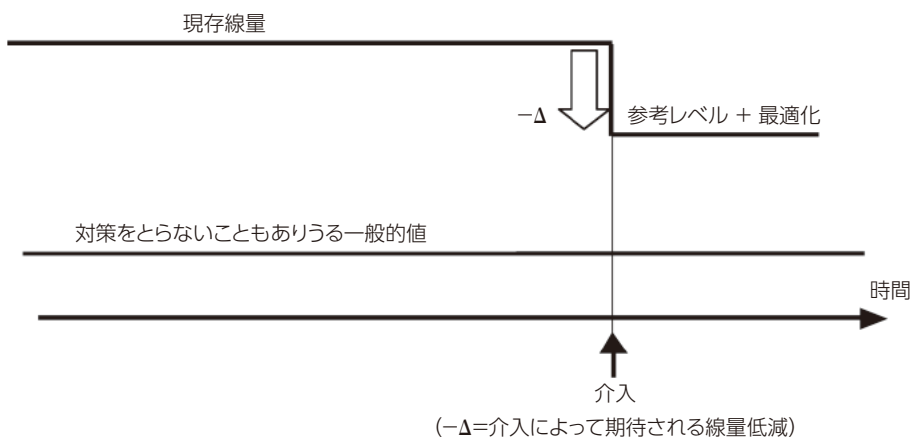 現存線量
−Δ
参考レベル + 最適化
対策をとらないこともありうる一般的値
時間
介入
(−Δ=介入によって期待される線量低減)